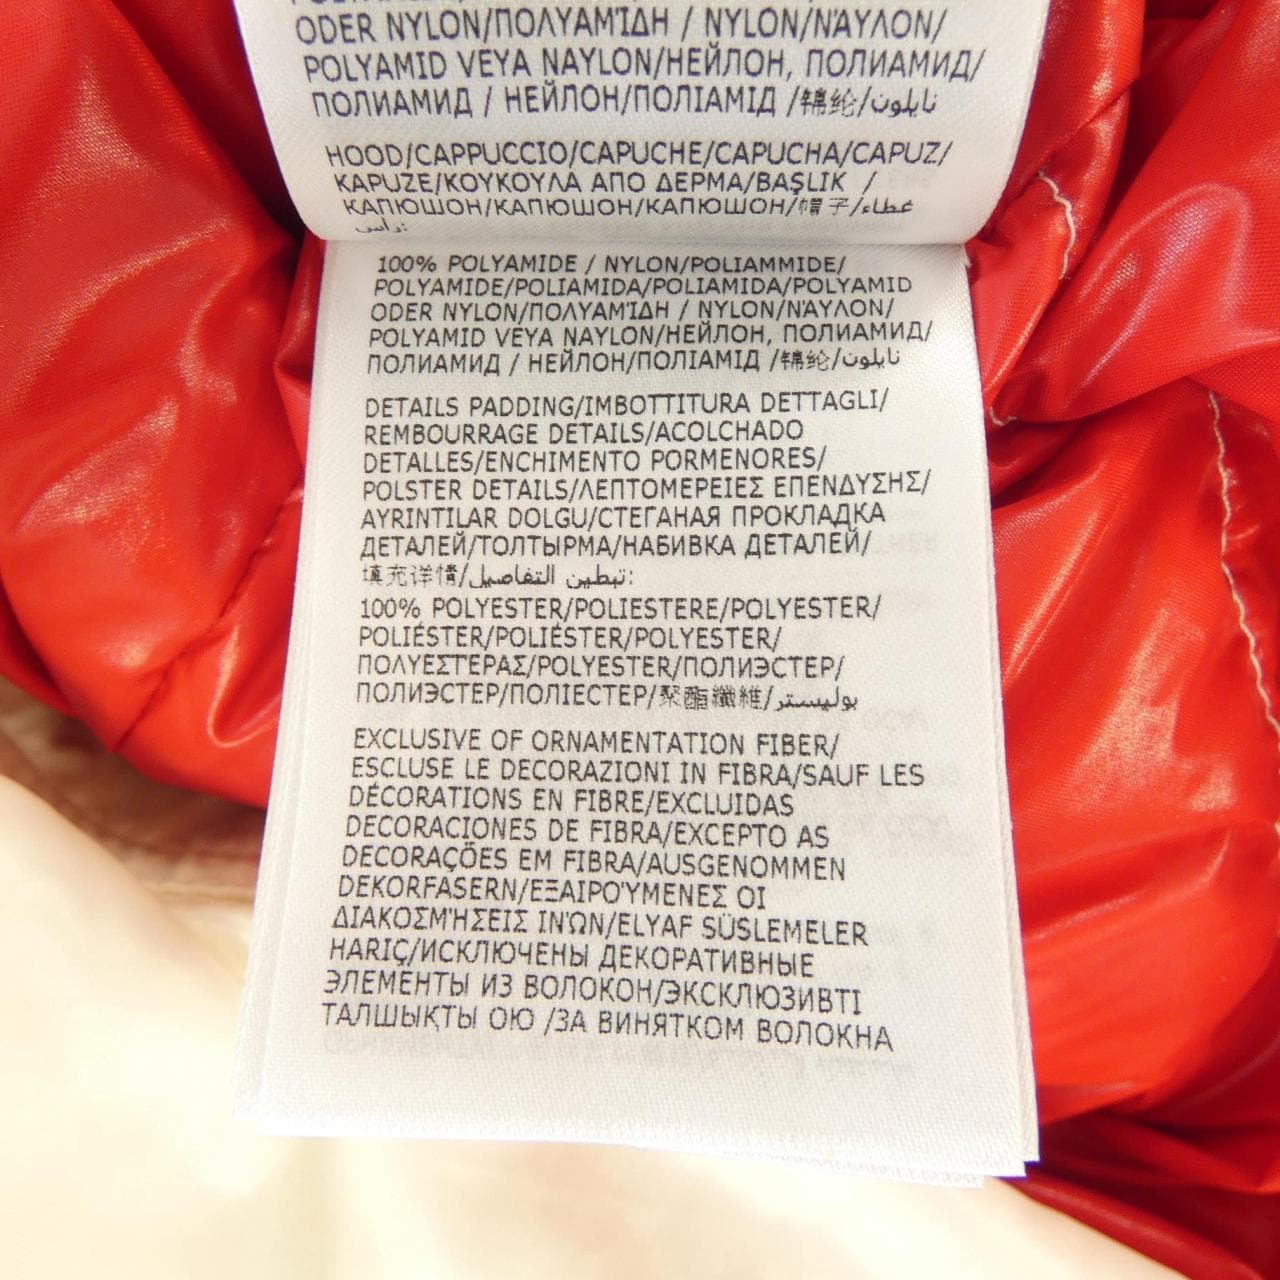 ODER NYLON/ΠΟΛΥΑΜΊΔΗ / NYLON/ΝΆΥΛΟΝ/
POLYAMID VEYA NAYLON/НЕЙЛОН, ПОЛИАМИД/
ПОЛИАМИД / НЕЙЛОН/ПОЛІАМІД /锦纶/نايلون
HOOD/CAPPUCCIO/CAPUCHE/CAPUCHA/CAPUZ/
KAPUZE/ΚΟΥΚΟΥΛΑ ΑΠΟ ΔΕΡΜΑ/BAŞLIK /
КАПЮШОН/КАПЮШОН/КАПЮШОН/帽子/غطاء
رأس:
100% POLYAMIDE / NYLON/POLIAMMIDE/
POLYAMIDE/POLIAMIDA/POLIAMIDA/POLYAMID
ODER NYLON/ΠΟΛΥΑΜΊΔΗ / NYLON/ΝΆΥΛΟΝ/
POLYAMID VEYA NAYLON/НЕЙЛОН, ПОЛИАМИД/
ПОЛИАМИД / НЕЙЛОН/ПОЛІАМІД /锦纶/نايلون
DETAILS PADDING/IMBOTTITURA DETTAGLI/
REMBOURRAGE DETAILS/ACOLCHADO
DETALLES/ENCHIMENTO PORMENORES/
POLSTER DETAILS/ΛΕΠΤΟΜΕΡΕΙΕΣ ΕΠΕΝΔΥΣΗΣ/
AYRINTILAR DOLGU/СТЕГАНАЯ ПРОКЛАДКА
ДЕТАЛЕЙ/ТОЛТЫРМА/НАБИВКА ДЕТАЛЕЙ/
填充详情/تبطين التفاصيل:
100% POLYESTER/POLIESTERE/POLYESTER/
POLIÉSTER/POLIÉSTER/POLYESTER/
ΠΟΛΥΕΣΤΕΡΑΣ/POLYESTER/ПОЛИЭСТЕР/
ПОЛИЭСТЕР/ПОЛІЕСТЕР/聚酯纖維/بوليستر
EXCLUSIVE OF ORNAMENTATION FIBER/
ESCLUSE LE DECORAZIONI IN FIBRA/SAUF LES
DÉCORATIONS EN FIBRE/EXCLUIDAS
DECORACIONES DE FIBRA/EXCEPTO AS
DECORAÇÕES EM FIBRA/AUSGENOMMEN
DEKORFASERN/ΕΞΑΙΡΟΎΜΕΝΕΣ ΟΙ
ΔΙΑΚΟΣΜΉΣΕΙΣ ΙΝΏΝ/ELYAF SÜSLEMELER
HARIÇ/ИСКЛЮЧЕНЫ ДЕКОРАТИВНЫЕ
ЭЛЕМЕНТЫ ИЗ ВОЛОКОН/ЭКСКЛЮЗИВТІ
ТАЛШЫҚТЫ ОЮ /ЗА ВИНЯТКОМ ВОЛОКНА